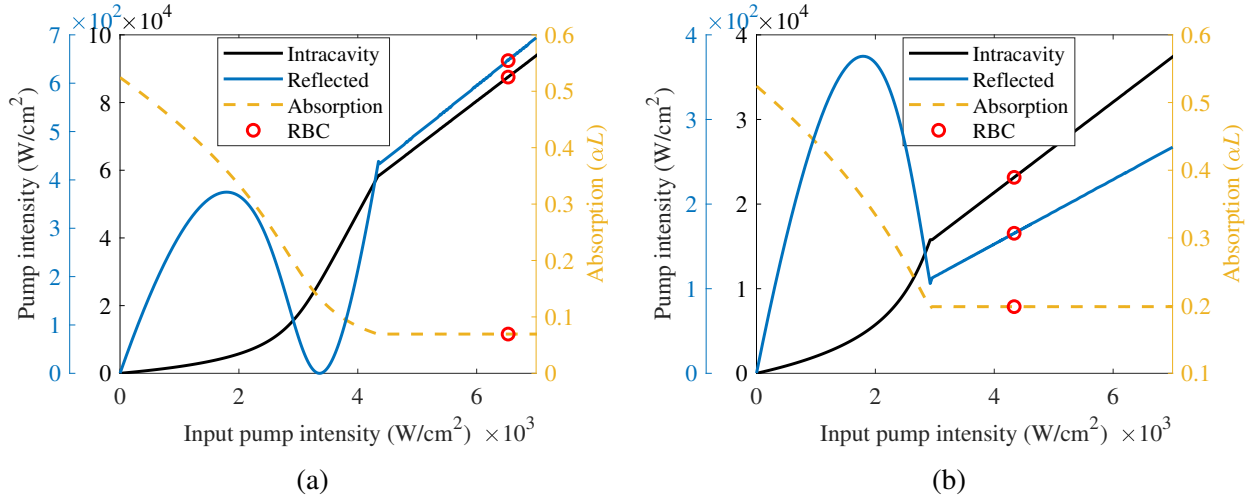 ×10² ×10⁴
7
6
5
4
3
2
1
0
10
8
6
4
2
0
Pump intensity (W/cm²)
Intracavity
Reflected
Absorption
RBC
0.6
0.5
0.4
0.3
0.2
0.1
0
Absorption (αL)
0 2 4 6
Input pump intensity (W/cm²) ×10³
(a)
×10² ×10⁴
4
3
2
1
0
4
3
2
1
0
Pump intensity (W/cm²)
Intracavity
Reflected
Absorption
RBC
0.6
0.5
0.4
0.3
0.2
0.1
Absorption (αL)
0 2 4 6
Input pump intensity (W/cm²) ×10³
(b)